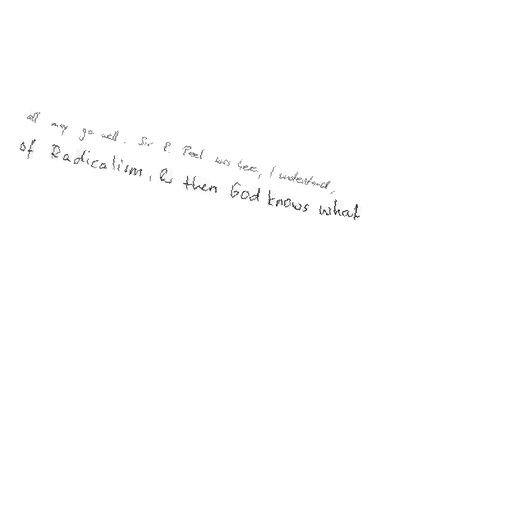 all may go well. Sir R. Peel was here, I understand,
of Radicalism, & then God knows what